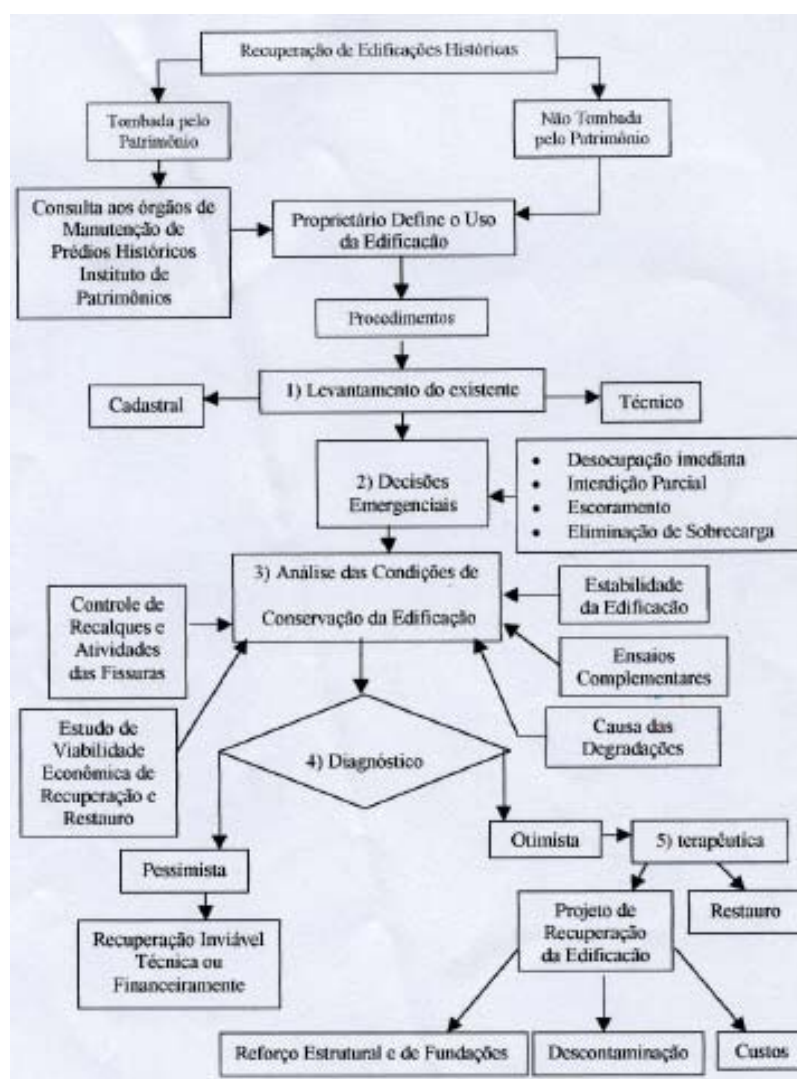 Recuperação de Edificações Históricas
Tombada pelo
Patrimônio
Não Tombada
pelo Patrimônio
Consulta aos órgãos de
Manutenção de
Prédios Históricos
Instituto de
Patrimônios
Proprietário Define o Uso
da Edificação
Procedimentos
1) Levantamento do existente
Cadastral
Técnico
2) Decisões
Emergenciais
• Desocupação imediata
• Interdição Parcial
• Escoramento
• Eliminação de Sobrecarga
3) Análise das Condições de
Conservação da Edificação
Controle de
Recalques e
Atividades
das Fissuras
Estabilidade
da Edificação
Ensaios
Complementares
Causa das
Degradações
Estudo de
Viabilidade
Econômica de
Recuperação e
Restauro
4) Diagnóstico
Otimista
5) terapêutica
Pessimista
Recuperação Inviável
Técnica ou
Financeiramente
Projeto de
Recuperação
da Edificacão
Restauro
Reforço Estrutural e de Fundações
Descontaminação
Custos